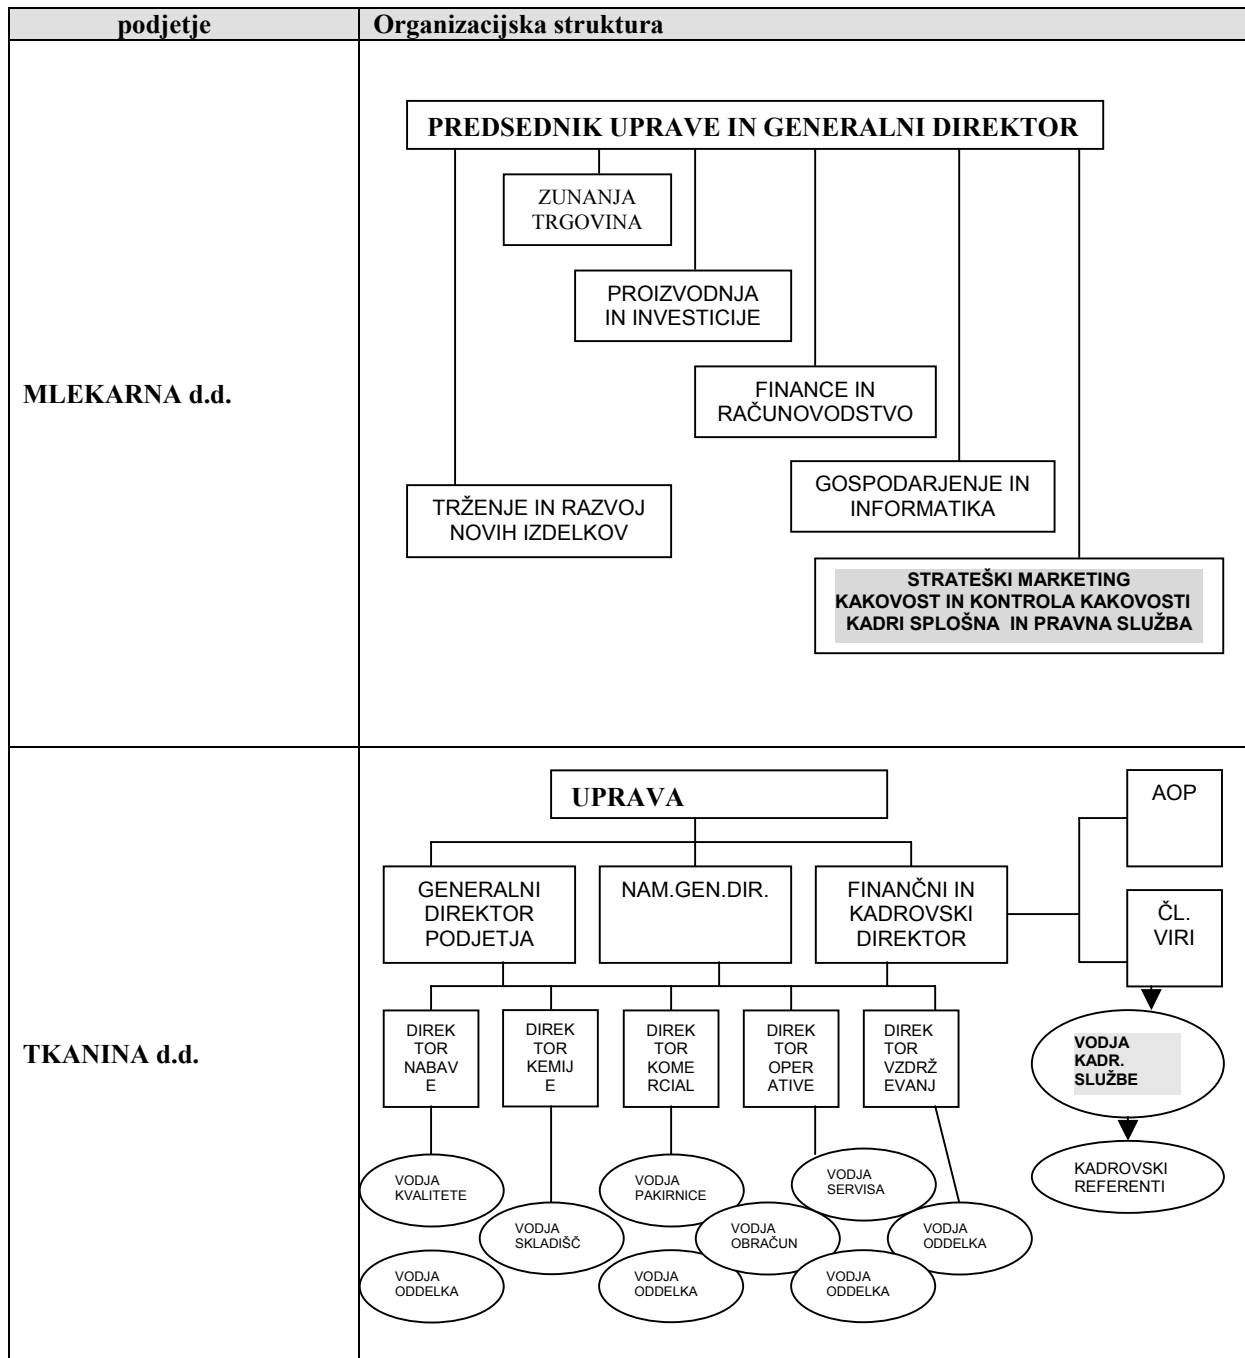 podjetje
Organizacijska struktura
MLEKARNA d.d.
PREDSEDNIK UPRAVE IN GENERALNI DIREKTOR
ZUNANJA
TRGOVINA
PROIZVODNJA
IN INVESTICIJE
FINANCE IN
RAČUNOVODSTVO
GOSPODARJENJE IN
INFORMATIKA
TRŽENJE IN RAZVOJ
NOVIH IZDELKOV
STRATEŠKI MARKETING
KAKOVOST IN KONTROLA KAKOVOSTI
KADRI SPLOŠNA IN PRAVNA SLUŽBA
TKANINA d.d.
UPRAVA
AOP
GENERALNI
DIREKTOR
PODJETJA
NAM.GEN.DIR.
FINANČNI IN
KADROVSKI
DIREKTOR
ČL.
VIRI
DIREK
TOR
NABAV
E
DIREK
TOR
KEMIJ
E
DIREK
TOR
KOME
RCIAL
DIREK
TOR
OPER
ATIVE
DIREK
TOR
VZDRŽ
EVANJ
VODJA
KADR.
SLUŽBE
KADROVSKI
REFERENTI
VODJA
KVALITETE
VODJA
SKLADIŠČ
VODJA
PAKIRNICE
VODJA
OBRAČUN
VODJA
SERVISA
VODJA
ODDELKA
VODJA
ODDELKA
VODJA
ODDELKA
VODJA
ODDELKA